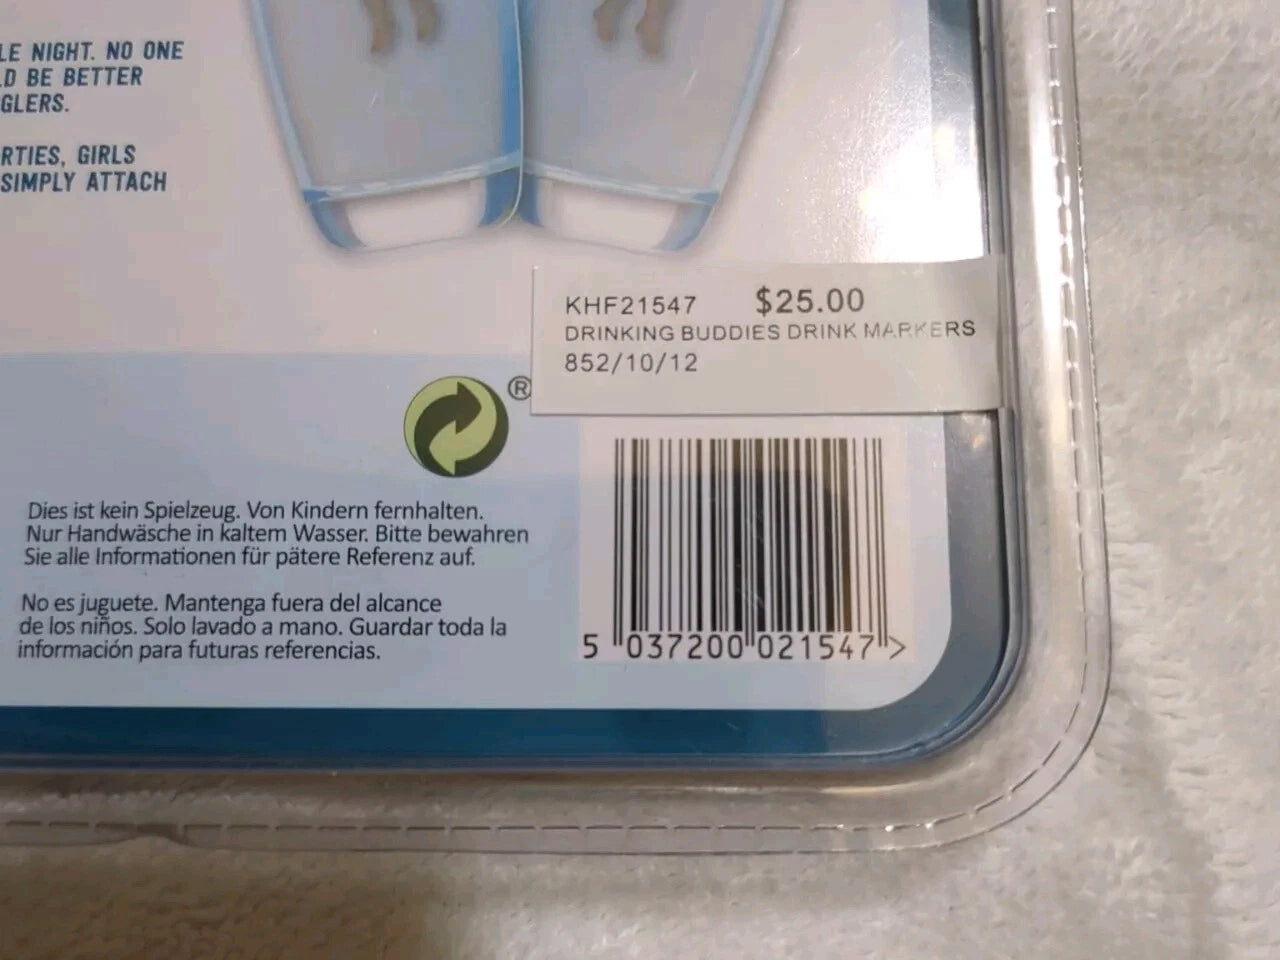 LE NIGHT. NO ONE
LD BE BETTER
GLERS.
RTIES, GIRLS
SIMPLY ATTACH
KHF21547 $25.00
DRINKING BUDDIES DRINK MARKERS
852/10/12
®
Dies ist kein Spielzeug. Von Kindern fernhalten.
Nur Handwäsche in kaltem Wasser. Bitte bewahren
Sie alle Informationen für pätere Referenz auf.
No es juguete. Mantenga fuera del alcance
de los niños. Solo lavado a mano. Guardar toda la
información para futuras referencias.
5 037200 021547 >